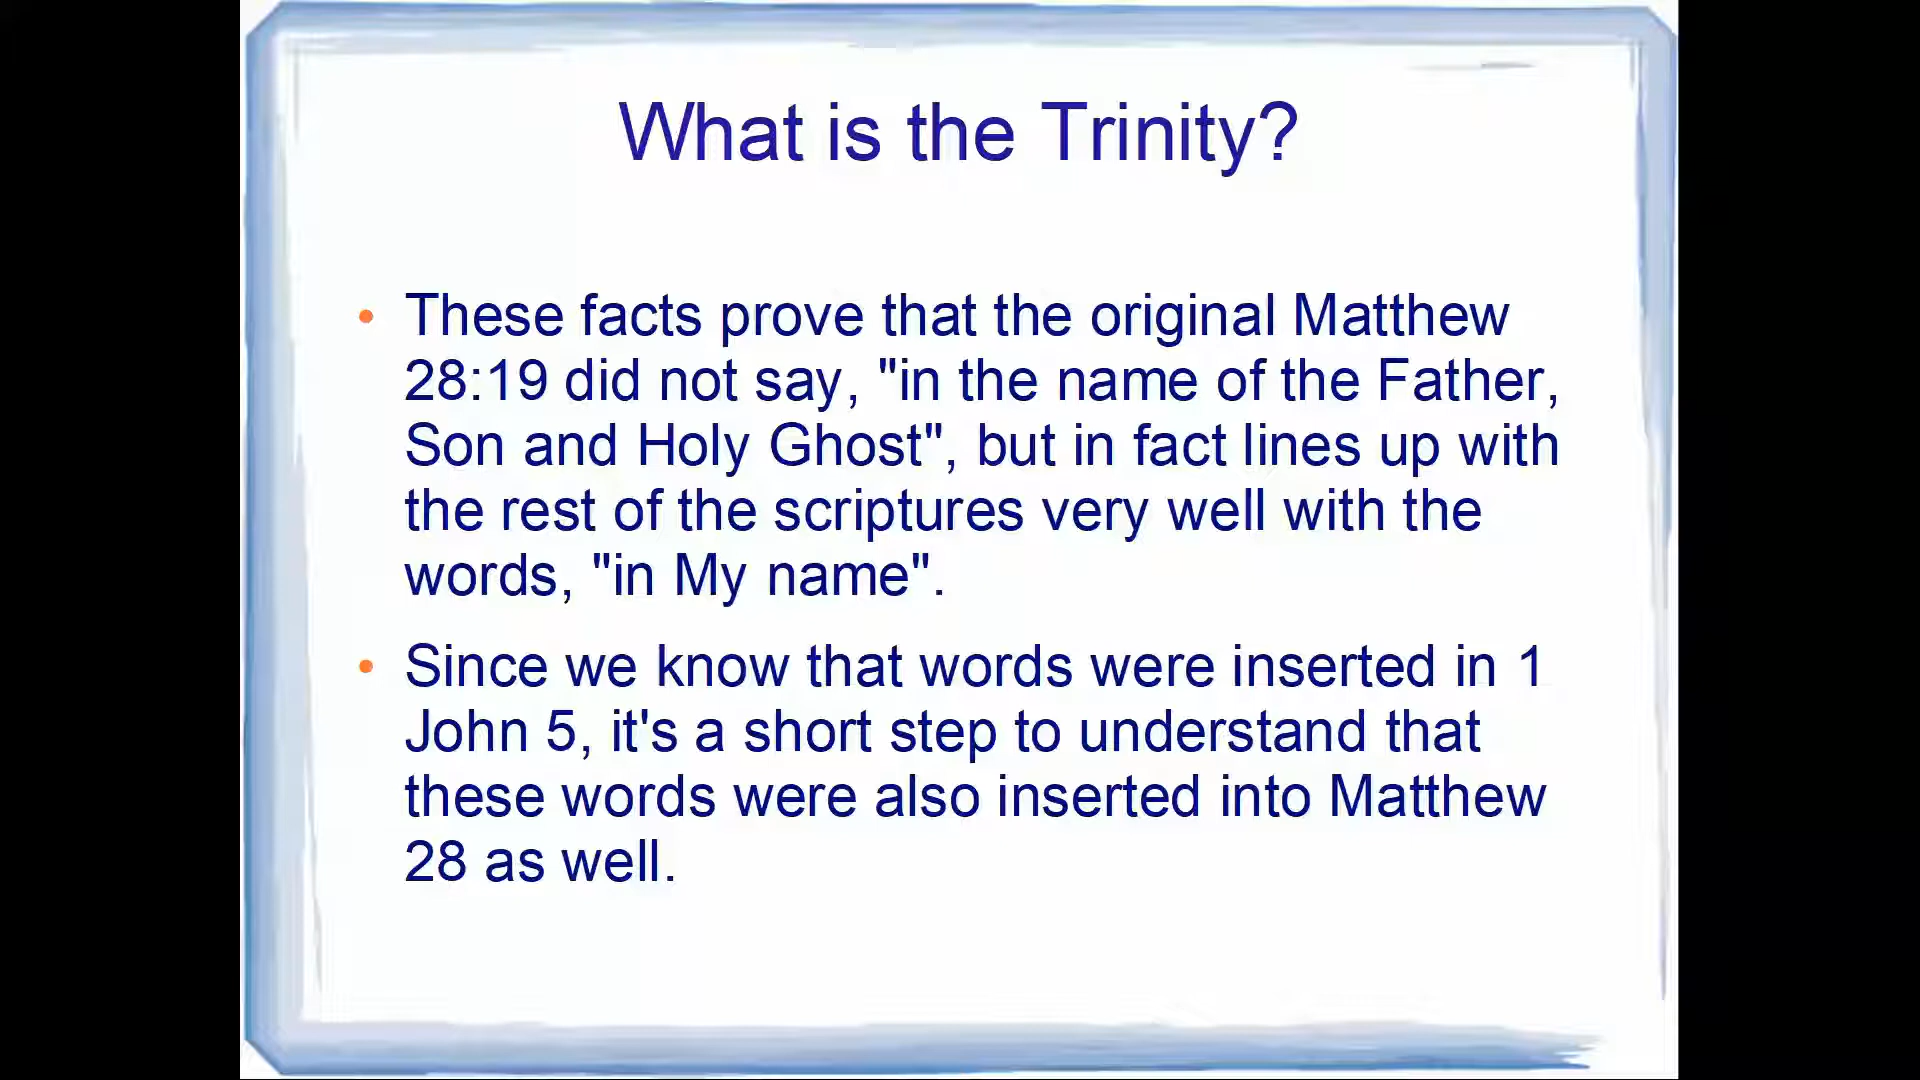 What is the Trinity?
• These facts prove that the original Matthew
28:19 did not say, "in the name of the Father,
Son and Holy Ghost", but in fact lines up with
the rest of the scriptures very well with the
words, "in My name".
• Since we know that words were inserted in 1
John 5, it's a short step to understand that
these words were also inserted into Matthew
28 as well.